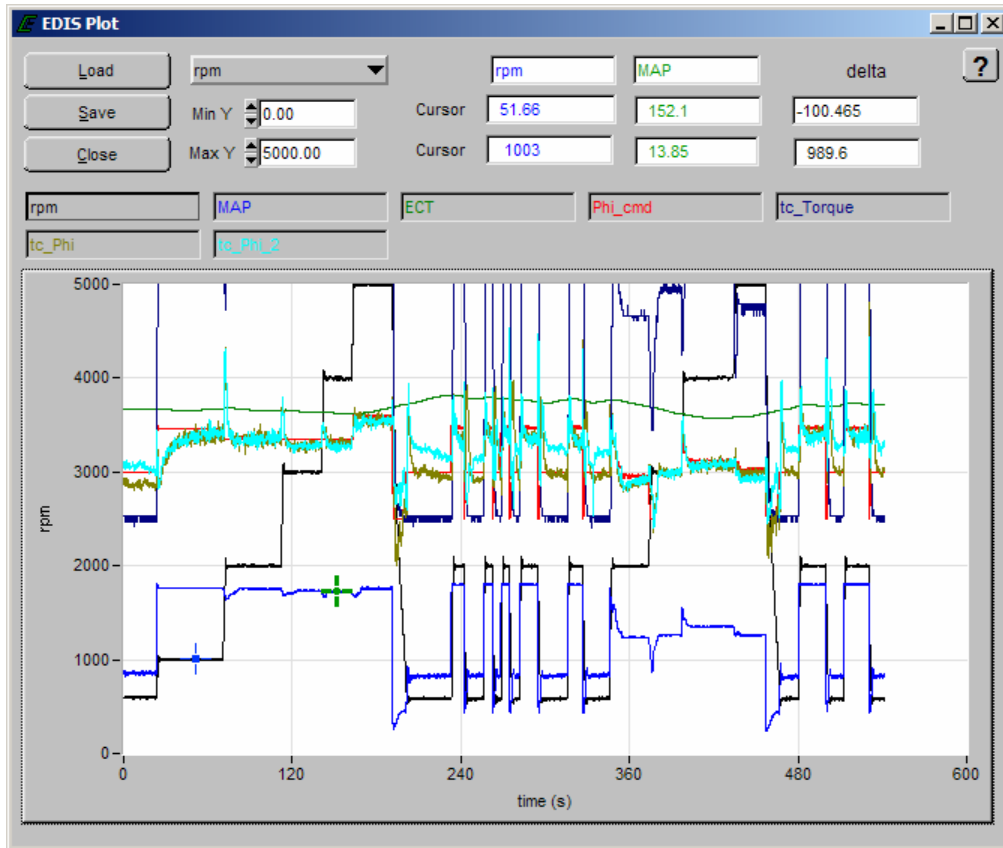 EDIS Plot
Load rpm rpm MAP delta ?
Save Min Y 0.00 Cursor 51.66 152.1 -100.465
Close Max Y 5000.00 Cursor 1003 13.85 989.6
rpm MAP ECT Phi_cmd tc_Torque
tc_Phi tc_Phi_2
5000
4000
3000
rpm
2000
1000
0
0 120 240 360 480 600
time (s)